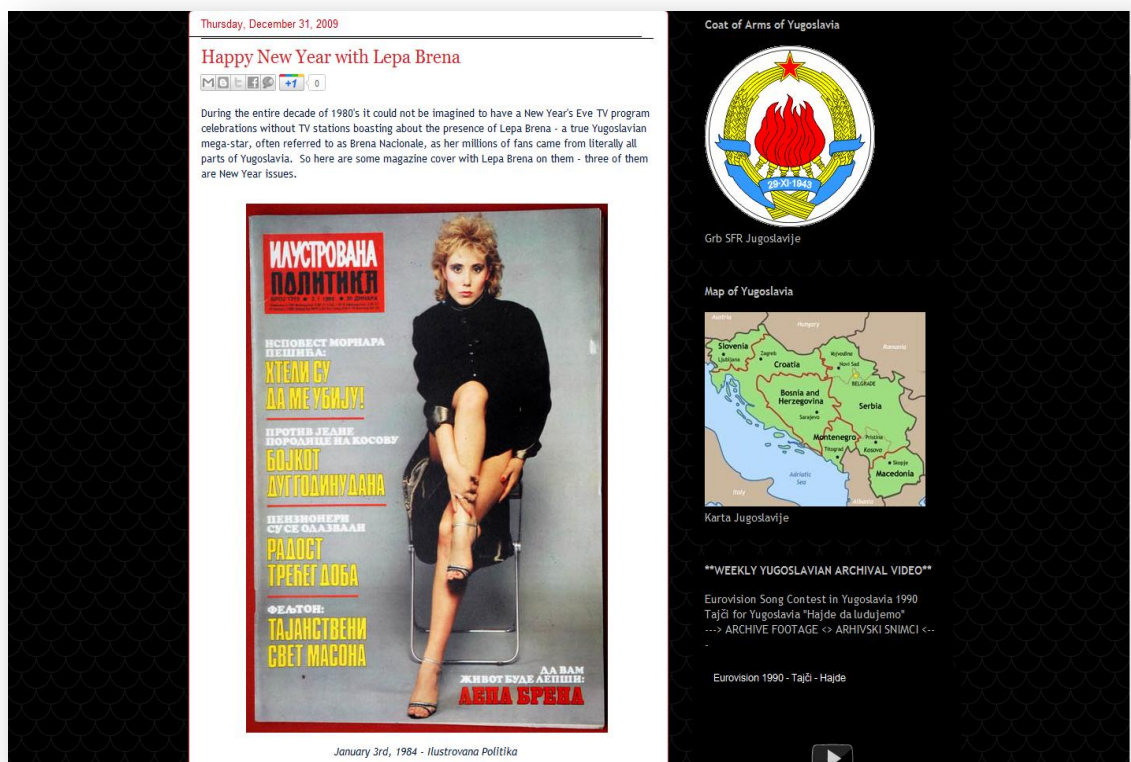 Thursday, December 31, 2009
Happy New Year with Lepa Brena
+1
0
During the entire decade of 1980's it could not be imagined to have a New Year's Eve TV program
celebrations without TV stations boasting about the presence of Lepa Brena - a true Yugoslavian
mega-star, often referred to as Brena Nacionale, as her millions of fans came from literally all
parts of Yugoslavia. So here are some magazine cover with Lepa Brena on them - three of them
are New Year issues.
ИЛУСТРОВАНА
ПОЛИТИКА
ИСПОВЕСТ МОРНАРА
ПЕШИЋА:
ХТЕЛИ СУ
ДА МЕ УБИЈУ!
ПРОТИВ ЈЕДНЕ
ПОРОДИЦЕ НА КОСОВУ
БОЈКОТ
ДУГ ГОДИНУ ДАНА
ПЕНЗИОНЕРИ
СУ СЕ ОДАЗВАЛИ
РАДОСТ
ТРЕЋЕГ ДОБА
ФЕЉТОН:
ТАЈАНСТВЕНИ
СВЕТ МАСОНА
ДА ВАМ
ЖИВОТ БУДЕ ЛЕПШИ:
ЛЕПА БРЕНА
January 3rd, 1984 - Ilustrovana Politika
Coat of Arms of Yugoslavia
29·XI·1943
Grb SFR Jugoslavije
Map of Yugoslavia
Austria
Hungary
Romania
Slovenia
Ljubljana
Zagreb
Croatia
Vojvodina
Novi Sad
BELGRADE
Bosnia and
Herzegovina
Sarajevo
Serbia
Montenegro
Titograd
Pristina
Kosovo
Skopje
Macedonia
Adriatic
Sea
Italy
Albania
Karta Jugoslavije
**WEEKLY YUGOSLAVIAN ARCHIVAL VIDEO**
Eurovision Song Contest in Yugoslavia 1990
Tajči for Yugoslavia "Hajde da ludujemo"
---> ARCHIVE FOOTAGE <> ARHIVSKI SNIMCI <--
-
Eurovision 1990 - Tajči - Hajde